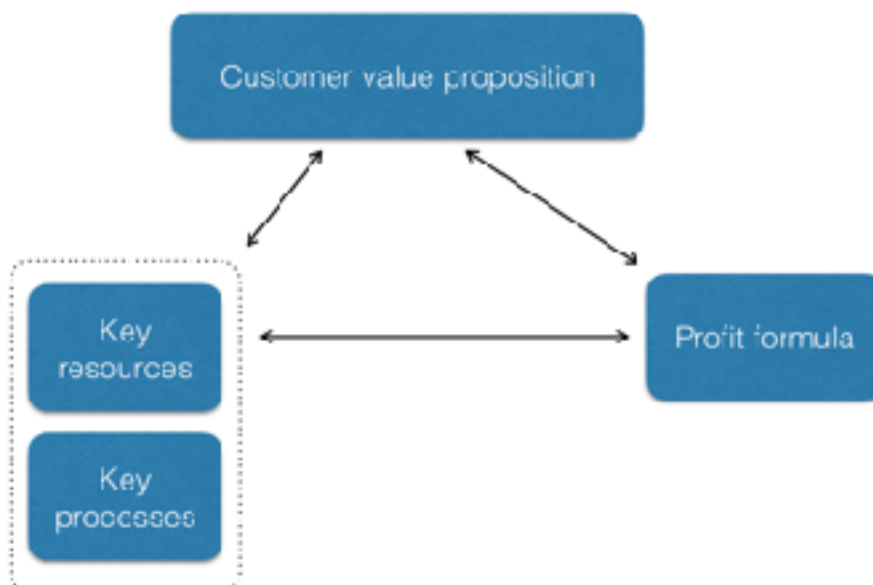 Customer value proposition
Key
resources
Profit formula
Key
processes